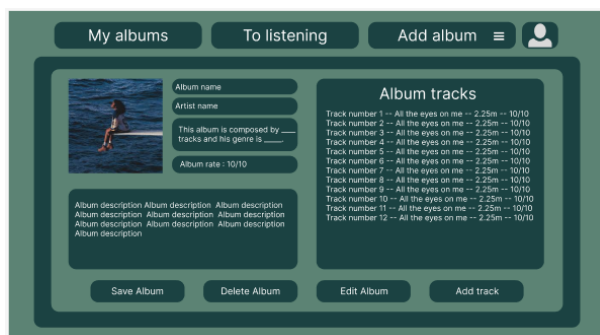 My albums
To listening
Add album
Album name
Artist name
This album is composed by ____
tracks and his genre is _____.
Album rate : 10/10
Album description Album description Album description
Album description Album description Album description
Album description Album description Album description
Album description
Album tracks
Track number 1 -- All the eyes on me -- 2.25m -- 10/10
Track number 2 -- All the eyes on me -- 2.25m -- 10/10
Track number 3 -- All the eyes on me -- 2.25m -- 10/10
Track number 4 -- All the eyes on me -- 2.25m -- 10/10
Track number 5 -- All the eyes on me -- 2.25m -- 10/10
Track number 6 -- All the eyes on me -- 2.25m -- 10/10
Track number 7 -- All the eyes on me -- 2.25m -- 10/10
Track number 8 -- All the eyes on me -- 2.25m -- 10/10
Track number 9 -- All the eyes on me -- 2.25m -- 10/10
Track number 10 -- All the eyes on me -- 2.25m -- 10/10
Track number 11 -- All the eyes on me -- 2.25m -- 10/10
Track number 12 -- All the eyes on me -- 2.25m -- 10/10
Save Album
Delete Album
Edit Album
Add track